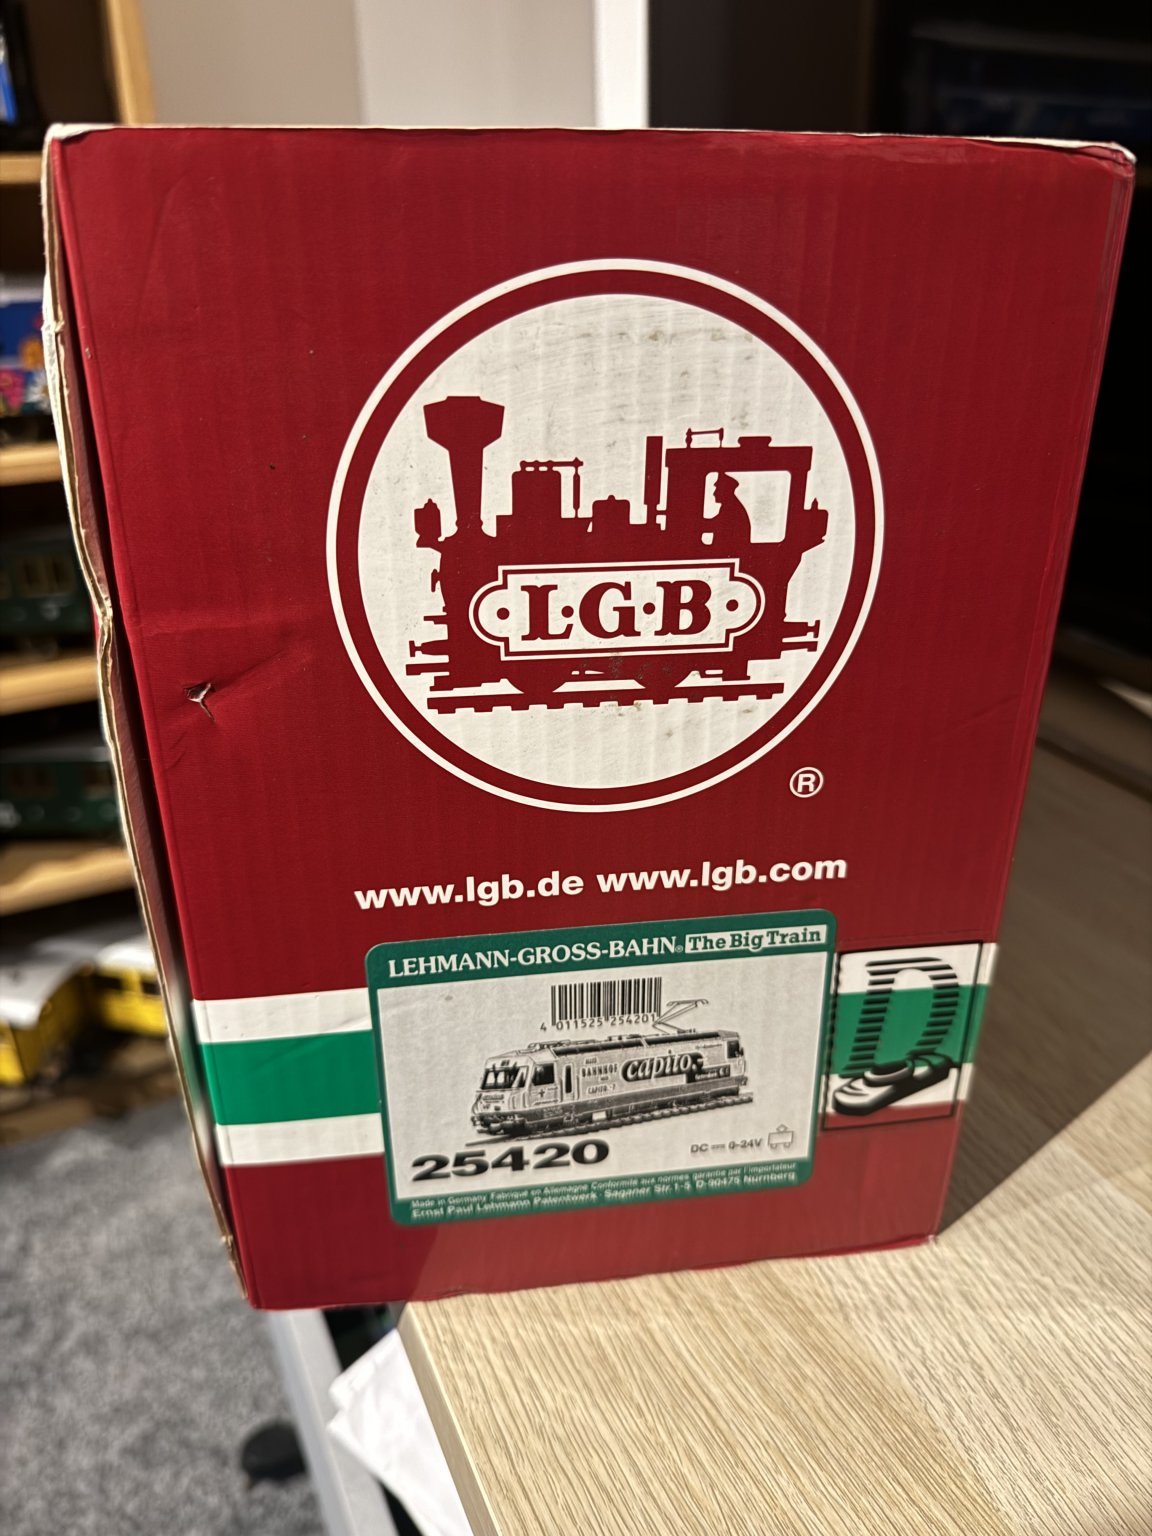 L·G·B
®
www.lgb.de www.lgb.com
LEHMANN-GROSS-BAHN® The Big Train
4 011525 254201
BAHNHOF
capito
25420
DC 0-24V
D
Made in Germany Fabriqué en Allemagne Conformité aux normes garantie par l'importateur
Ernst Paul Lehmann Patentwerk · Saganer Str. 1-5 D-90475 Nürnberg